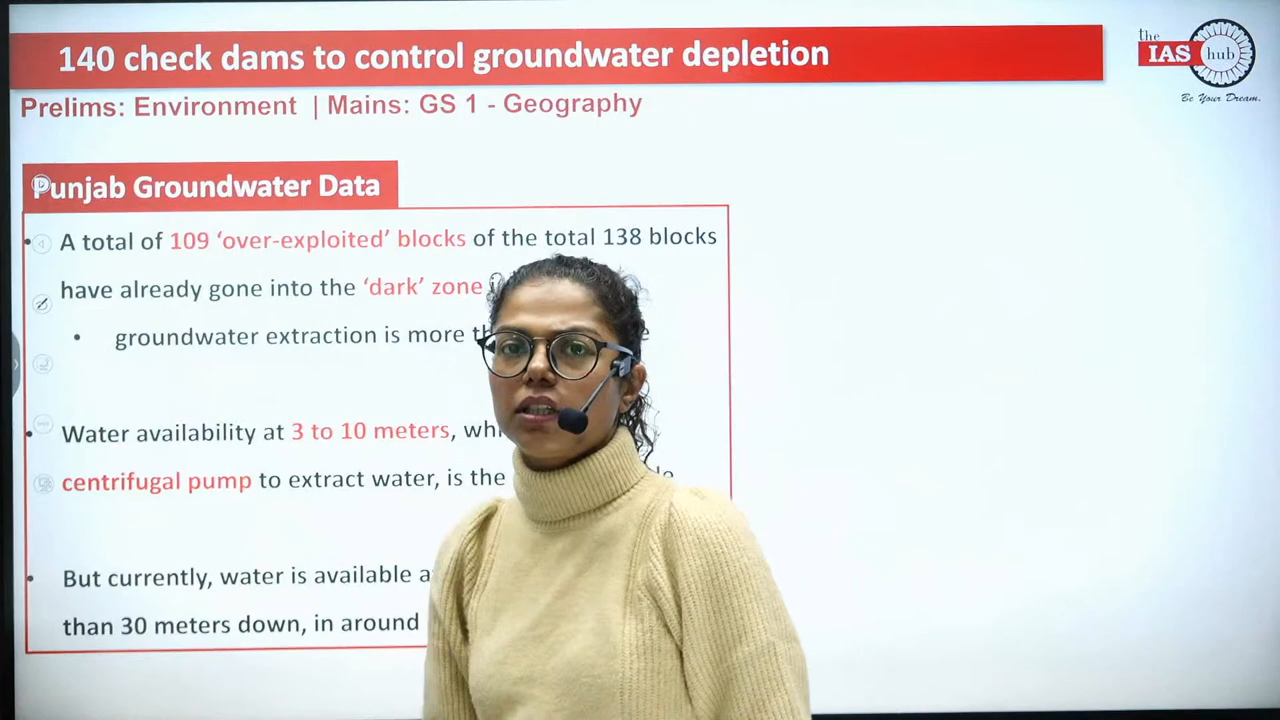 140 check dams to control groundwater depletion
the
IAS hub
Be Your Dream.
Prelims: Environment | Mains: GS 1 - Geography
Punjab Groundwater Data
• A total of 109 ‘over-exploited’ blocks of the total 138 blocks
have already gone into the ‘dark’ zone
• groundwater extraction is more
• Water availability at 3 to 10 meters,
centrifugal pump to extract water, is the
• But currently, water is available
than 30 meters down, in around